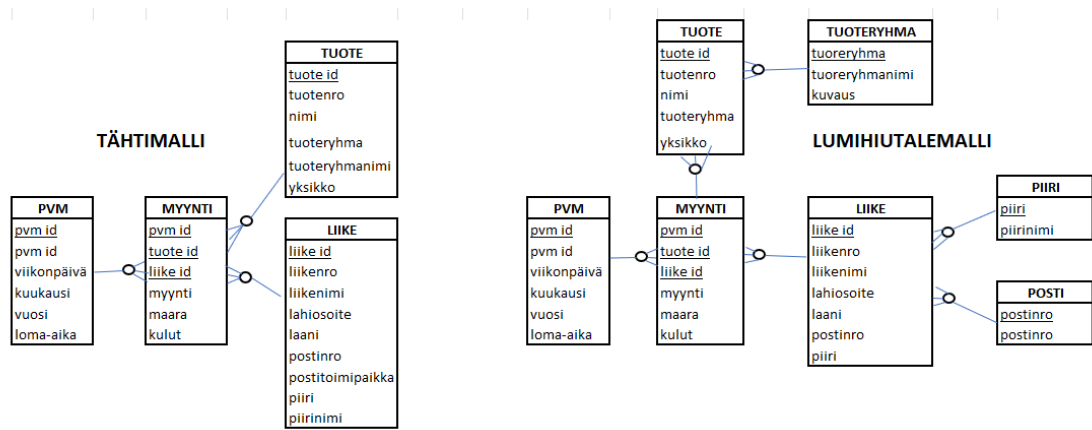 TÄHTIMALLI
TUOTE
tuote id
tuotenro
nimi
tuoteryhma
tuoteryhmanimi
yksikko
PVM
pvm id
pvm id
viikonpäivä
kuukausi
vuosi
loma-aika
MYYNTI
pvm id
tuote id
liike id
myynti
maara
kulut
LIIKE
liike id
liikenro
liikenimi
lahiosoite
laani
postinro
postitoimipaikka
piiri
piirinimi
LUMIHIUTALEMALLI
TUOTE
tuote id
tuotenro
nimi
tuoteryhma
yksikko
TUOTERYHMA
tuoreryhma
tuoreryhmanimi
kuvaus
PVM
pvm id
pvm id
viikonpäivä
kuukausi
vuosi
loma-aika
MYYNTI
pvm id
tuote id
liike id
myynti
maara
kulut
LIIKE
liike id
liikenro
liikenimi
lahiosoite
laani
postinro
piiri
PIIRI
piiri
piirinimi
POSTI
postinro
postinro